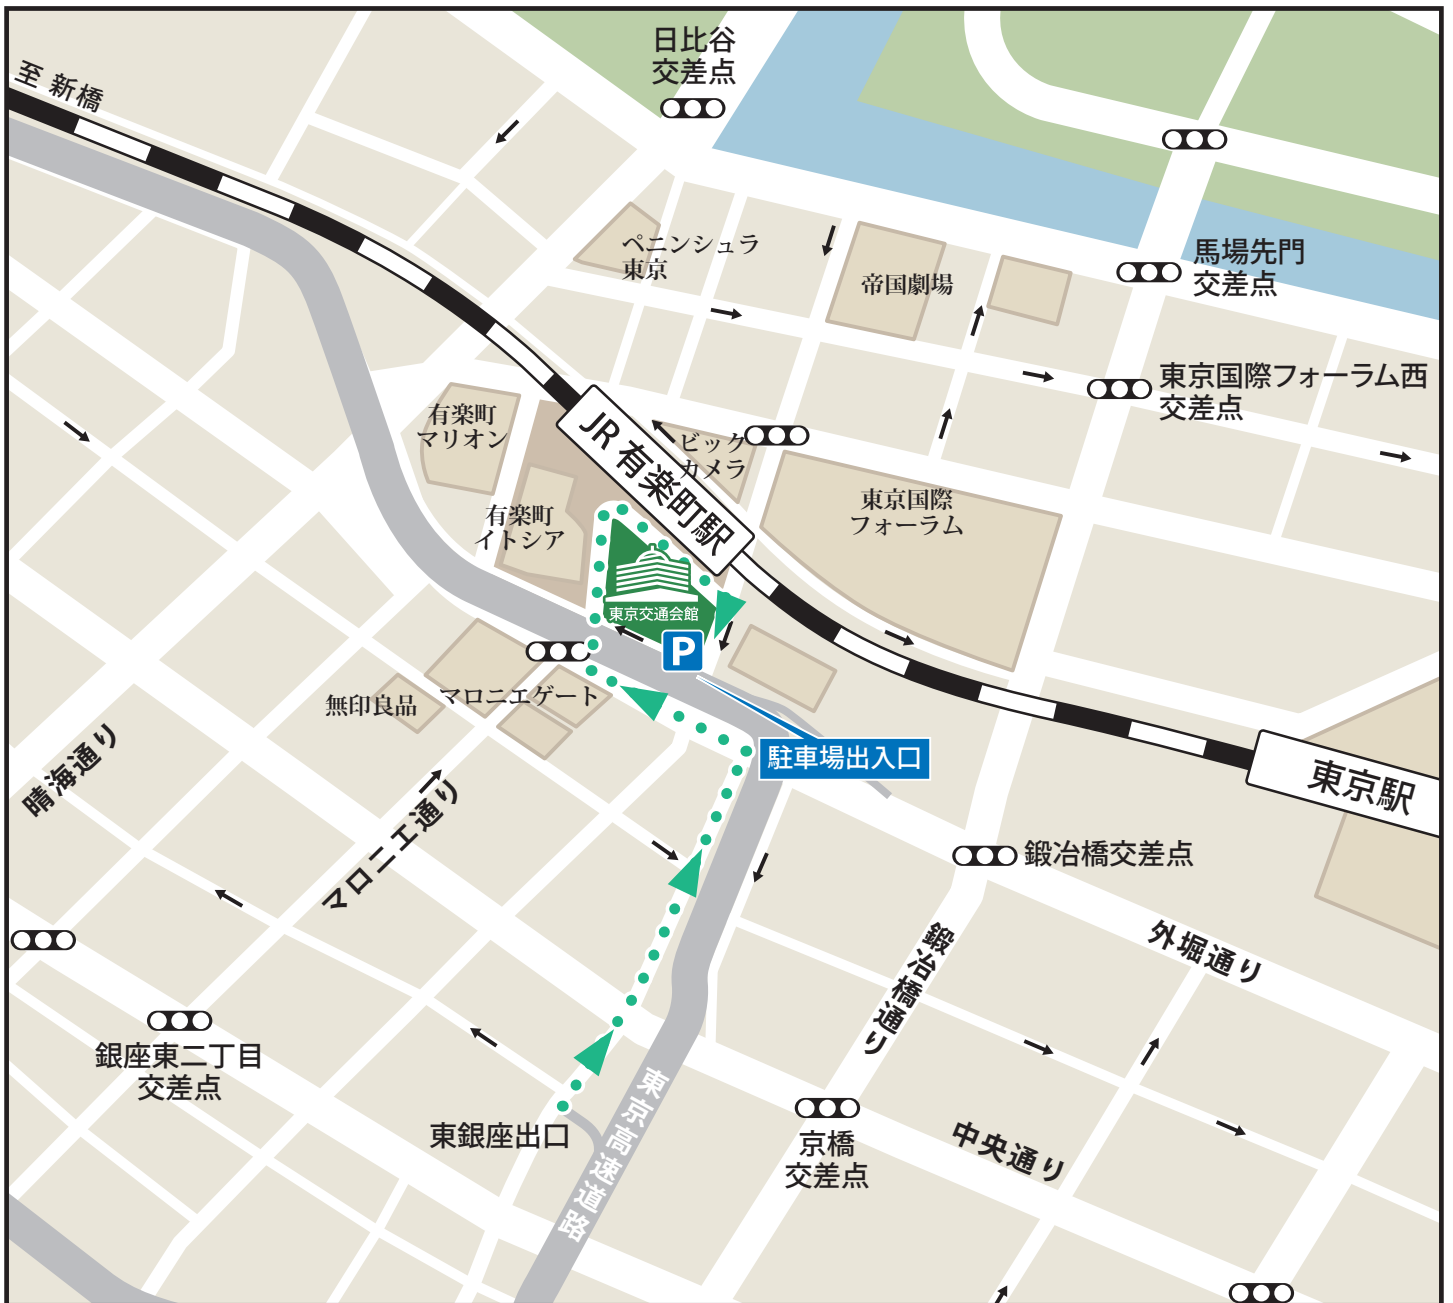 日比谷
交差点
至 新橋
ペニンシュラ
東京
帝国劇場
馬場先門
交差点
東京国際フォーラム西
交差点
有楽町
マリオン
JR 有楽町駅
ビック
カメラ
有楽町
イトシア
東京国際
フォーラム
東京交通会館
P
無印良品
マロニエゲート
駐車場出入口
晴海通り
マロニエ通り
東京駅
鍛冶橋交差点
鍛冶橋通り
外堀通り
銀座東二丁目
交差点
東銀座出口
東京高速道路
京橋
交差点
中央通り